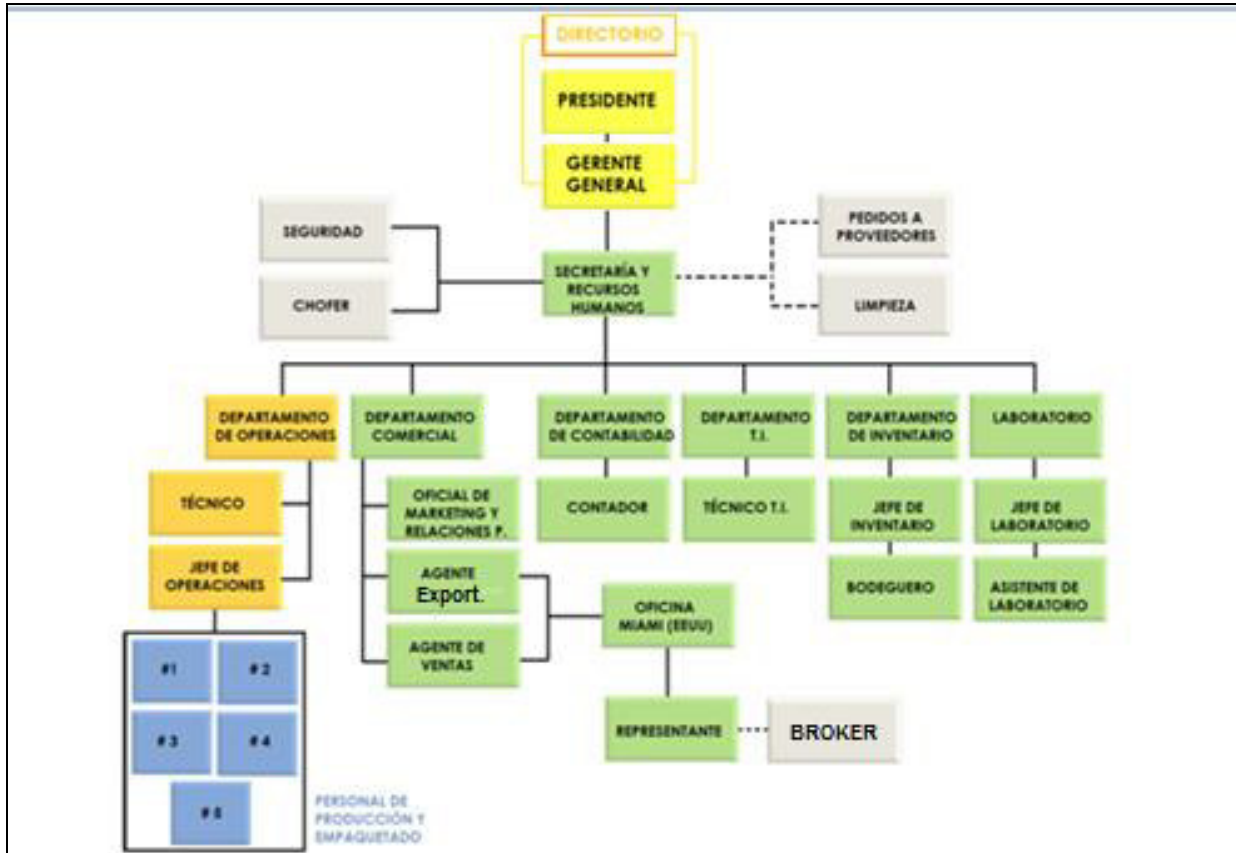 DIRECTORIO
PRESIDENTE
GERENTE
GENERAL
SEGURIDAD
CHOFER
SECRETARÍA Y
RECURSOS
HUMANOS
PEDIDOS A
PROVEEDORES
LIMPIEZA
DEPARTAMENTO
DE OPERACIONES
DEPARTAMENTO
COMERCIAL
DEPARTAMENTO
DE CONTABILIDAD
DEPARTAMENTO
T.I.
DEPARTAMENTO
DE INVENTARIO
LABORATORIO
TÉCNICO
OFICIAL DE
MARKETING Y
RELACIONES P.
CONTADOR
TÉCNICO T.I.
JEFE DE
INVENTARIO
JEFE DE
LABORATORIO
JEFE DE
OPERACIONES
AGENTE
Export.
BODEGUERO
ASISTENTE DE
LABORATORIO
OFICINA
MIAMI (EEUU)
AGENTE DE
VENTAS
#1
# 2
# 3
# 4
# 5
REPRESENTANTE
BROKER
PERSONAL DE
PRODUCCIÓN Y
EMPAQUETADO